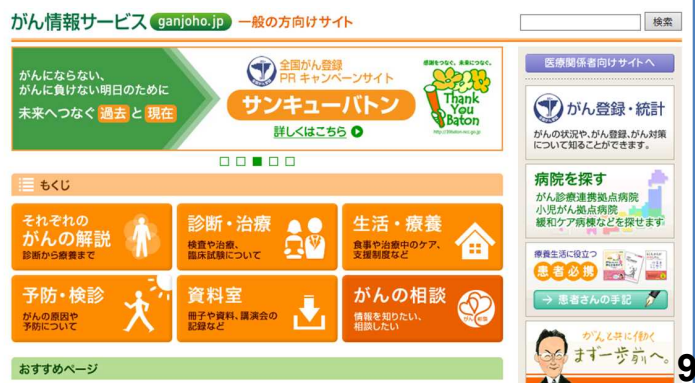 がん情報サービス ganjoho.jp 一般の方向けサイト
検索
がんにならない、
がんに負けない明日のために
未来へつなぐ 過去 と 現在
全国がん登録
PR キャンペーンサイト
サンキューバトン
詳しくはこちら
感謝をつなぐ、未来につなぐ。
Thank
You
Baton
医療関係者向けサイトへ
がん登録・統計
がんの状況や、がん登録、がん対策
について知ることができます。
もくじ
それぞれの
がんの解説
診断から療養まで
診断・治療
検査や治療、
臨床試験について
生活・療養
食事や治療中のケア、
支援制度など
予防・検診
がんの原因や
予防について
資料室
冊子や資料、講演会の
記録など
がんの相談
情報を知りたい、
相談したい
おすすめページ
病院を探す
がん診療連携拠点病院
小児がん拠点病院
緩和ケア病棟などを探せます
療養生活に役立つ
患者必携
患者さんの手記
がんと共に働く
まず一歩前へ。
9